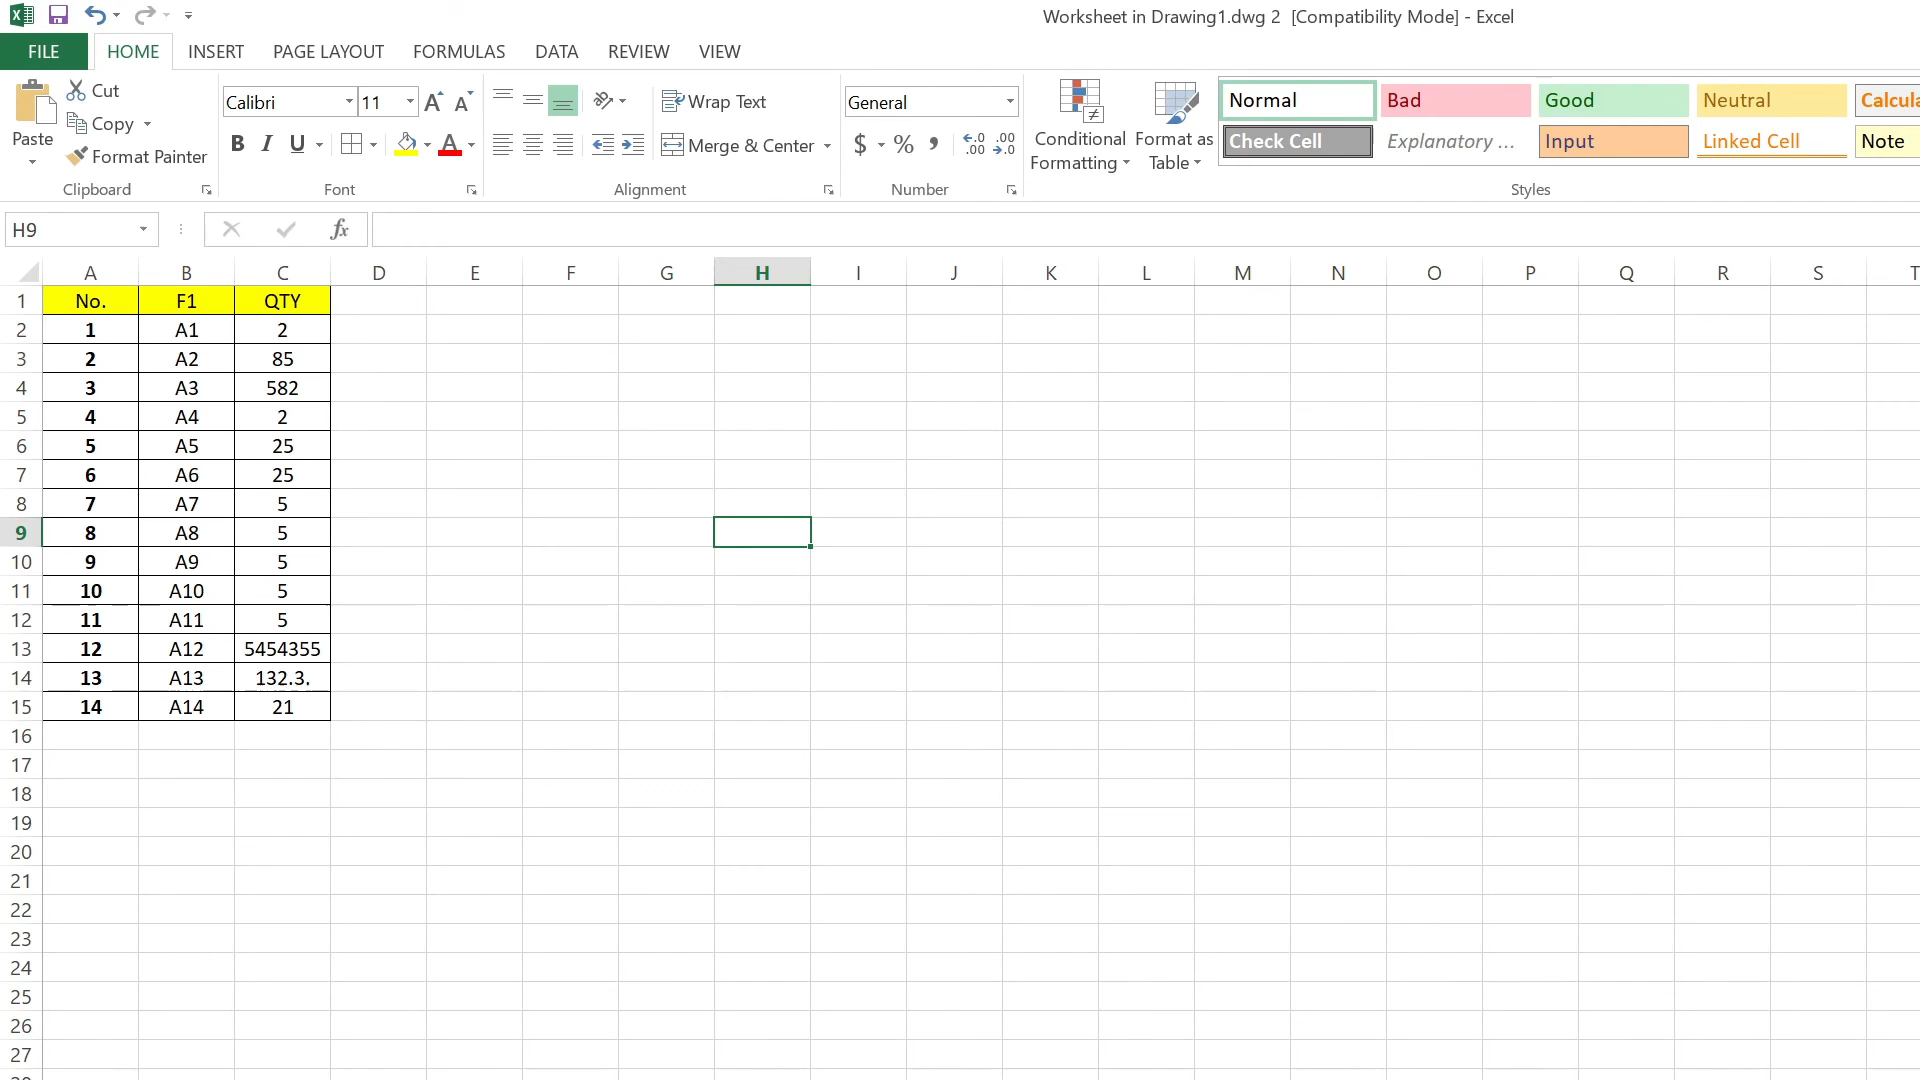 Worksheet in Drawing1.dwg 2 [Compatibility Mode] - Excel
FILE HOME INSERT PAGE LAYOUT FORMULAS DATA REVIEW VIEW
Paste
Cut
Copy
Format Painter
Clipboard
Calibri 11
B I U
Font
Wrap Text
Merge & Center
Alignment
General
$ % ,
Number
Conditional Formatting
Format as Table
Normal Bad Good Neutral Calcula
Check Cell Explanatory ... Input Linked Cell Note
Styles
H9 fx
A B C D E F G H I J K L M N O P Q R S T
1 No. F1 QTY
2 1 A1 2
3 2 A2 85
4 3 A3 582
5 4 A4 2
6 5 A5 25
7 6 A6 25
8 7 A7 5
9 8 A8 5
10 9 A9 5
11 10 A10 5
12 11 A11 5
13 12 A12 5454355
14 13 A13 132.3.
15 14 A14 21
16
17
18
19
20
21
22
23
24
25
26
27